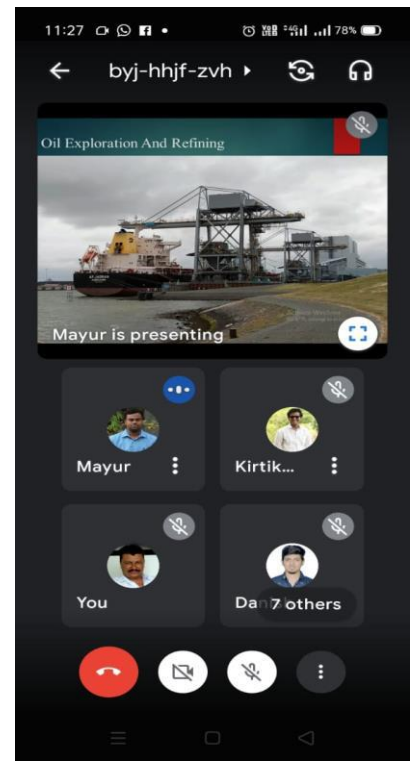 11:27
78%
byj-hhjf-zvh
Oil Exploration And Refining
Mayur is presenting
Mayur
Kirtik...
You
7 others